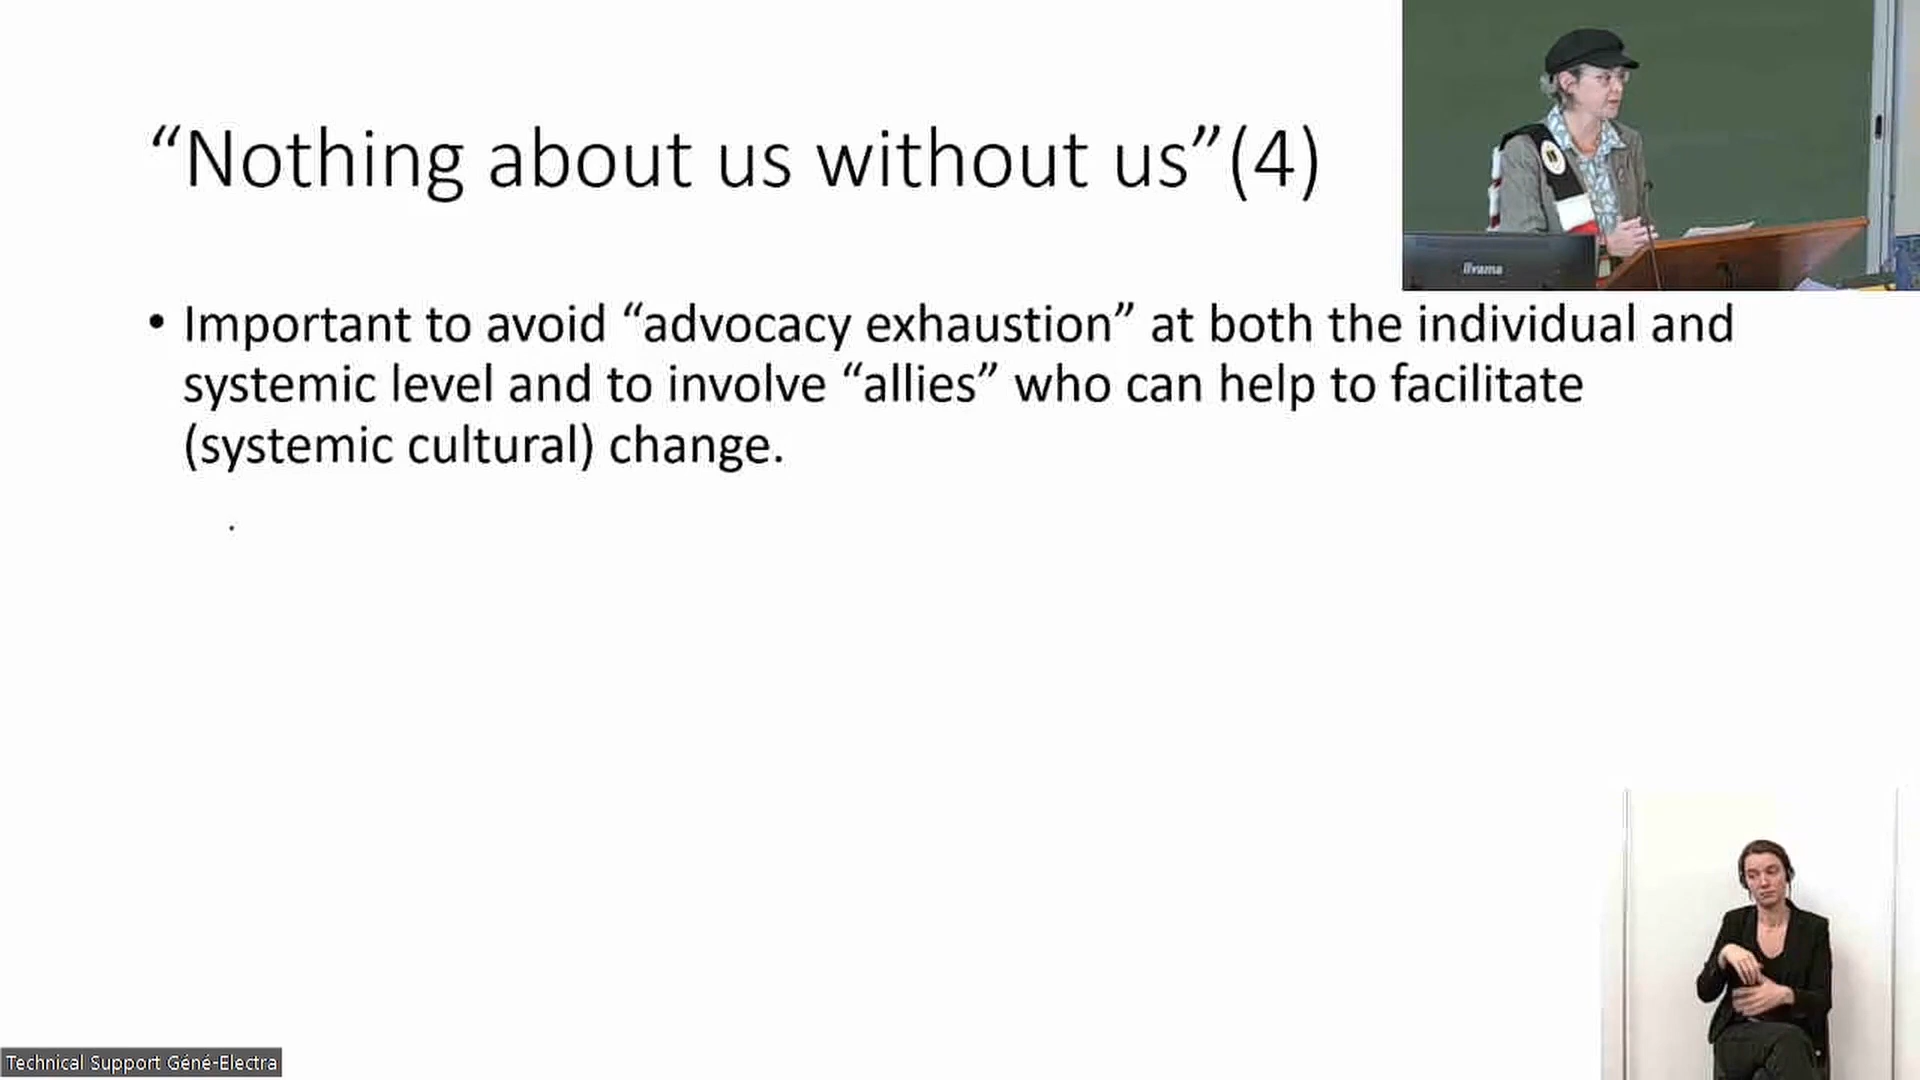 “Nothing about us without us”(4)
• Important to avoid “advocacy exhaustion” at both the individual and
systemic level and to involve “allies” who can help to facilitate
(systemic cultural) change.
.
iiyama
Technical Support Géné-Electra